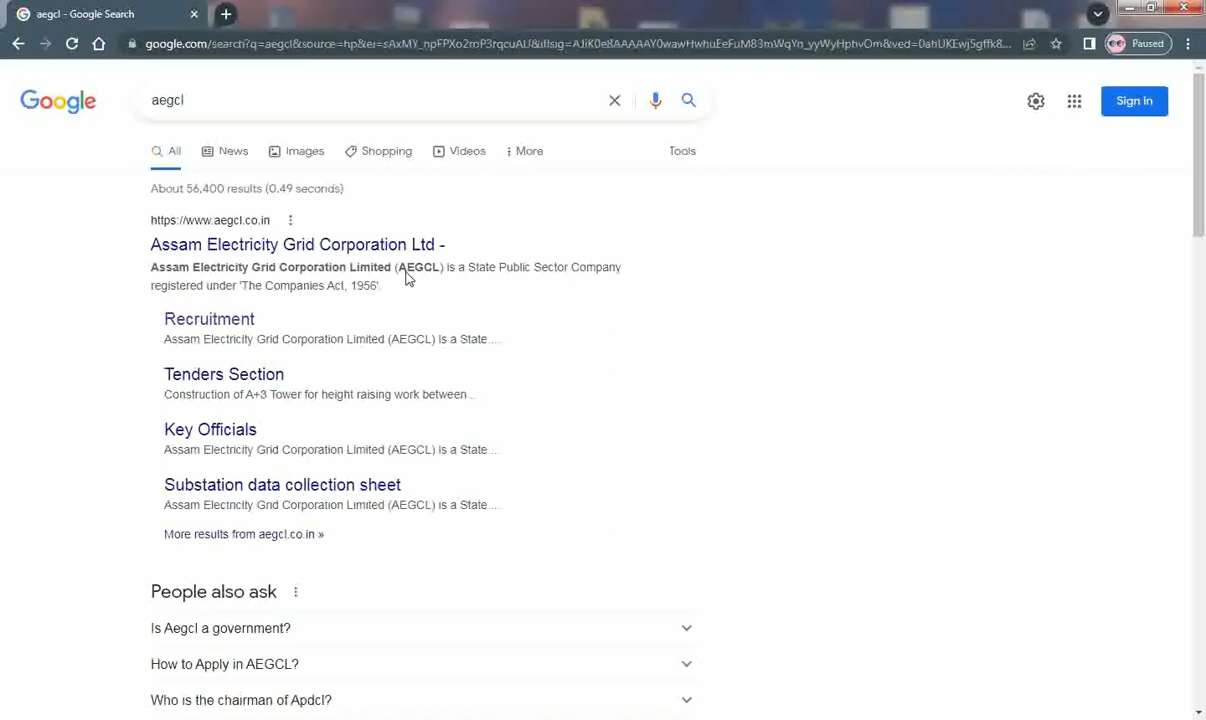 aegcl - Google Search
Paused
Google
aegcl
Sign in
All
News
Images
Shopping
Videos
More
Tools
About 56,400 results (0.49 seconds)
https://www.aegcl.co.in
Assam Electricity Grid Corporation Ltd -
Assam Electricity Grid Corporation Limited (AEGCL) is a State Public Sector Company
registered under 'The Companies Act, 1956'.
Recruitment
Assam Electricity Grid Corporation Limited (AEGCL) is a State ...
Tenders Section
Construction of A+3 Tower for height raising work between ...
Key Officials
Assam Electricity Grid Corporation Limited (AEGCL) is a State ...
Substation data collection sheet
Assam Electricity Grid Corporation Limited (AEGCL) is a State ...
More results from aegcl.co.in »
People also ask
Is Aegcl a government?
How to Apply in AEGCL?
Who is the chairman of Apdcl?